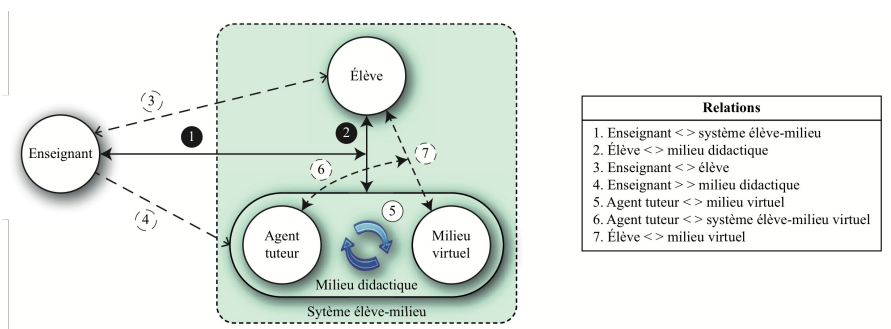 Élève
3
1
2
Enseignant
6
7
4
5
Agent
tuteur
Milieu
virtuel
Milieu didactique
Sytème élève-milieu
Relations
1. Enseignant < > système élève-milieu
2. Élève < > milieu didactique
3. Enseignant < > élève
4. Enseignant > > milieu didactique
5. Agent tuteur < > milieu virtuel
6. Agent tuteur < > système élève-milieu virtuel
7. Élève < > milieu virtuel